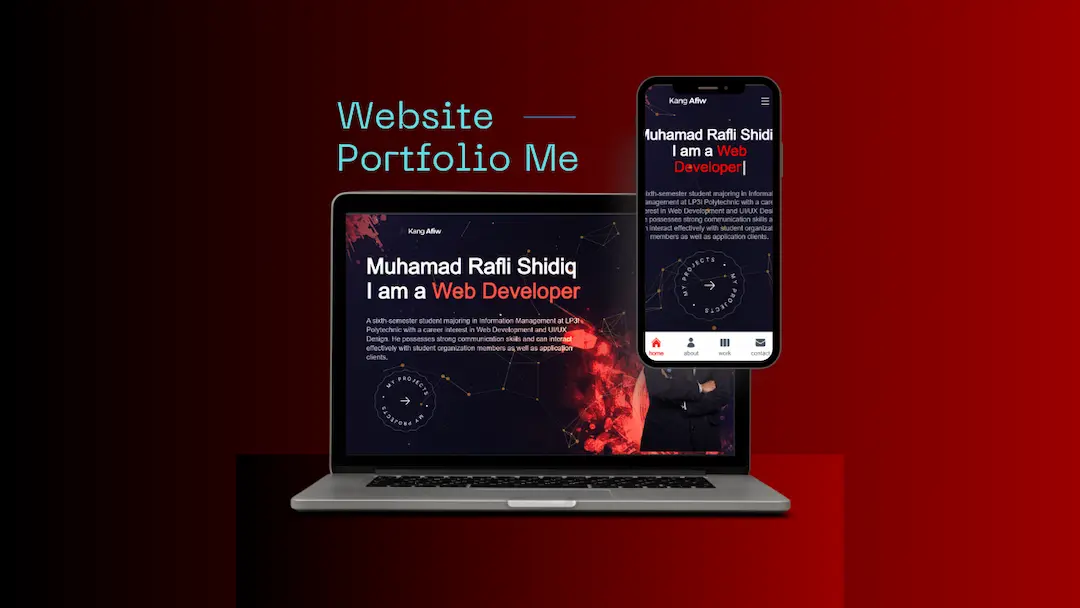 Website
Portfolio Me
Kang Afiw
Muhamad Rafli Shidiq
I am a Web Developer
A sixth-semester student majoring in Information Management at LP3I
Polytechnic with a career interest in Web Development and UI/UX
Design. He possesses strong communication skills and can interact
effectively with student organization members as well as application
clients.
MY PROJECTS • MY PROJECTS •
Kang Afiw
Muhamad Rafli Shidi
I am a Web
Developer|
sixth-semester student majoring in Informat
anagement at LP3I Polytechnic with a care
erest in Web Development and UI/UX Desi
e possesses strong communication skills a
n interact effectively with student organizat
members as well as application clients.
MY PROJECTS • MY PROJECTS •
home
about
work
contact